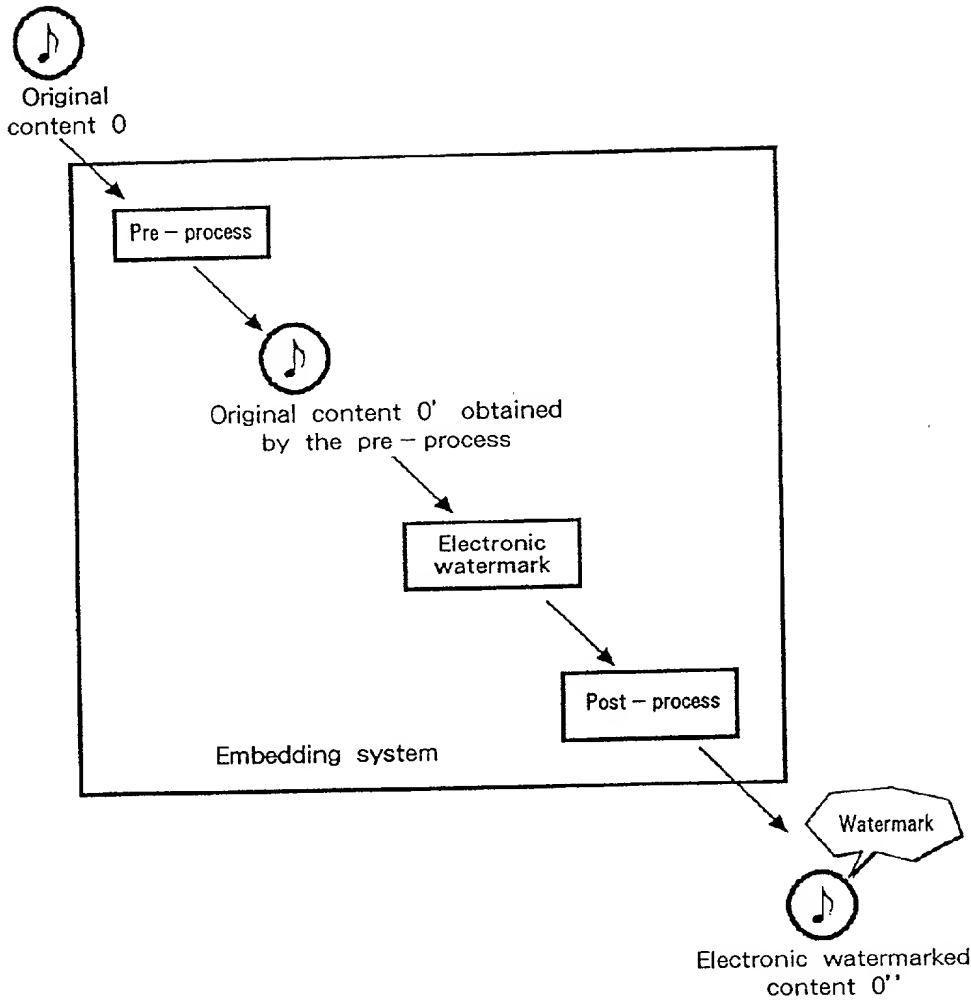 Original
content 0
Pre – process
Original content 0' obtained
by the pre – process
Electronic
watermark
Post – process
Embedding system
Watermark
Electronic watermarked
content 0''